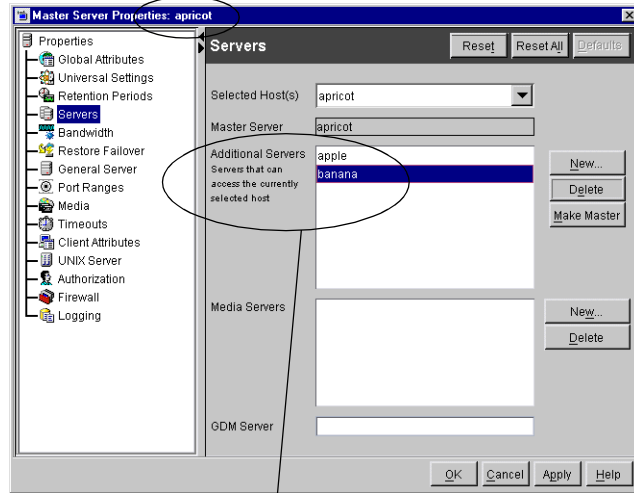 Master Server Properties: apricot
Properties
Global Attributes
Universal Settings
Retention Periods
Servers
Bandwidth
Restore Failover
General Server
Port Ranges
Media
Timeouts
Client Attributes
UNIX Server
Authorization
Firewall
Logging
Servers
Reset
Reset All
Defaults
Selected Host(s)
apricot
Master Server
apricot
Additional Servers
Servers that can
access the currently
selected host
apple
banana
New...
Delete
Make Master
Media Servers
New...
Delete
GDM Server
OK
Cancel
Apply
Help